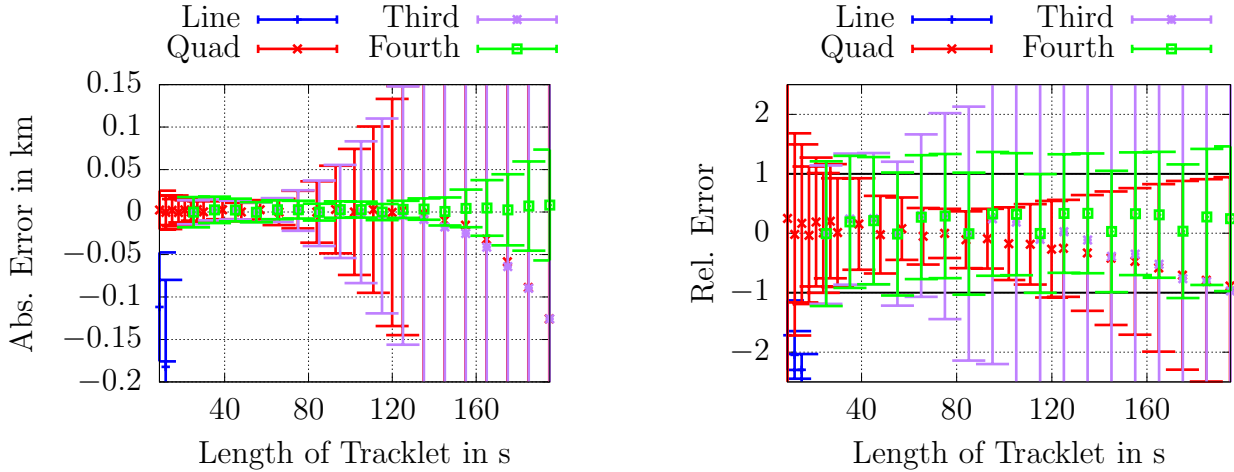 Line
Third
Quad
Fourth
0.15
0.1
0.05
0
−0.05
−0.1
−0.15
−0.2
Abs. Error in km
40
80
120
160
Length of Tracklet in s
Line
Third
Quad
Fourth
2
1
0
−1
−2
Rel. Error
40
80
120
160
Length of Tracklet in s